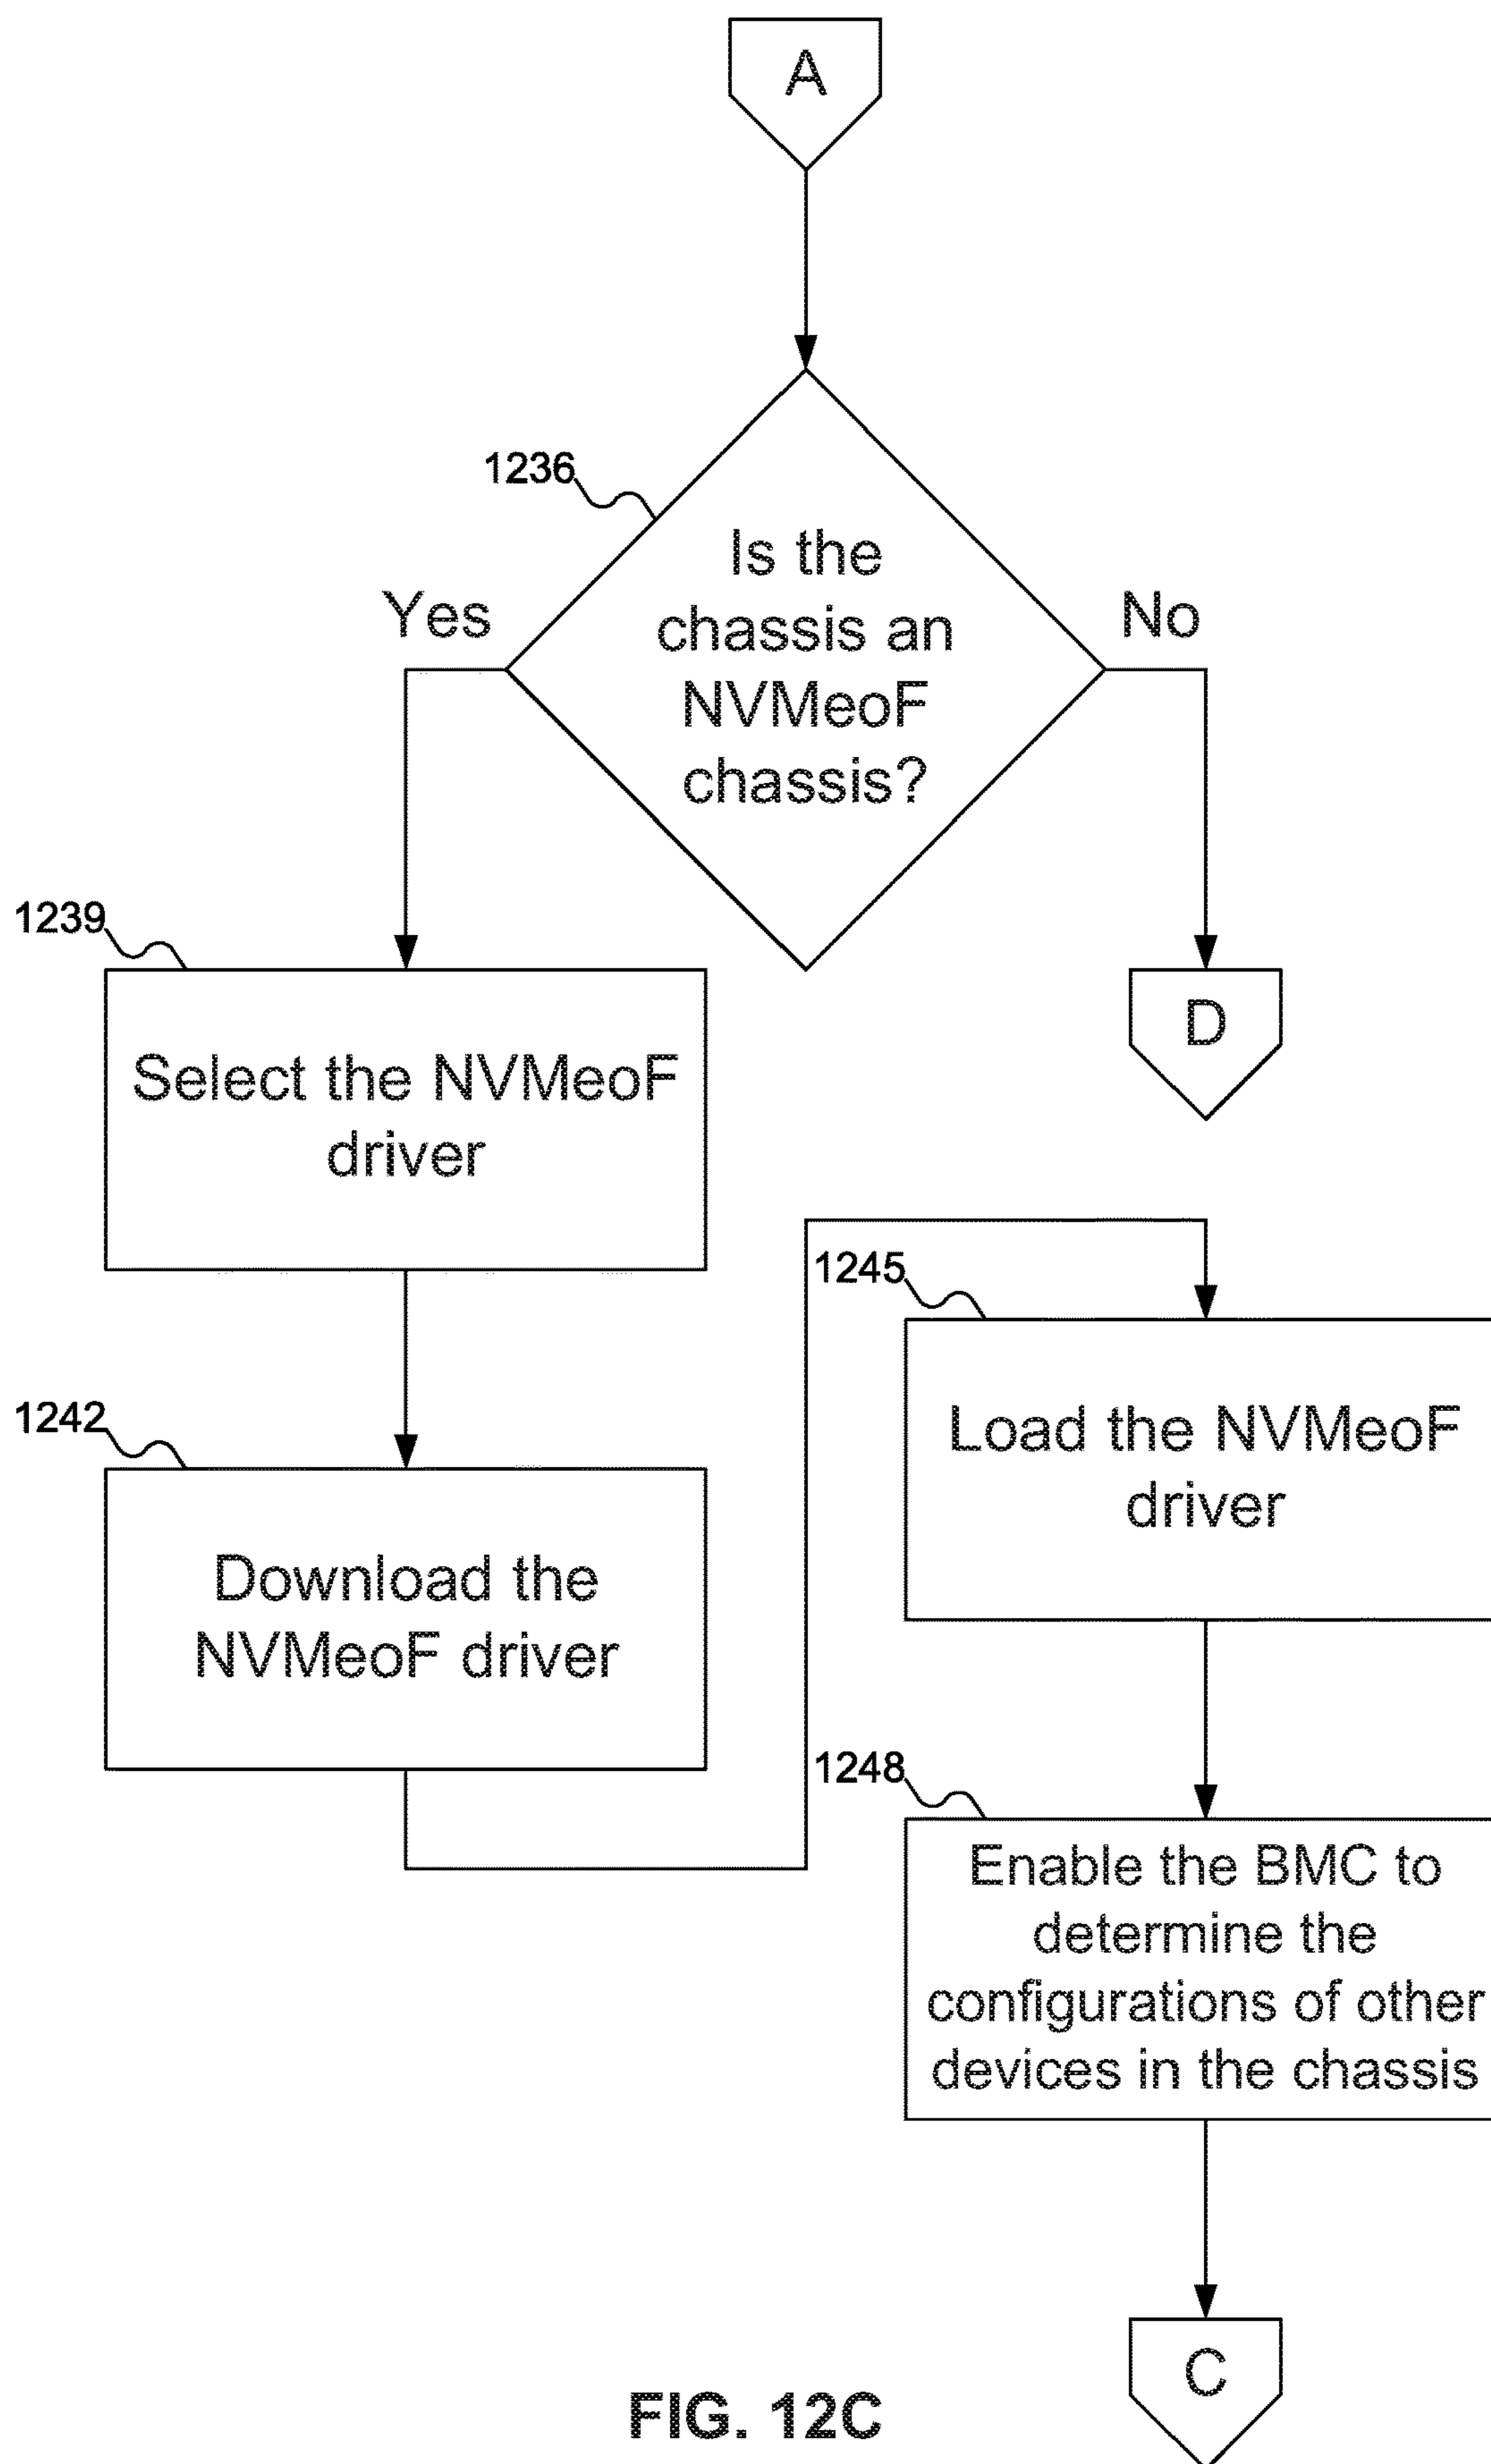 A
1236
Is the
chassis an
NVMeoF
chassis?
Yes
No
1239
Select the NVMeoF
driver
D
1242
Download the
NVMeoF driver
1245
Load the NVMeoF
driver
1248
Enable the BMC to
determine the
configurations of other
devices in the chassis
C
FIG. 12C